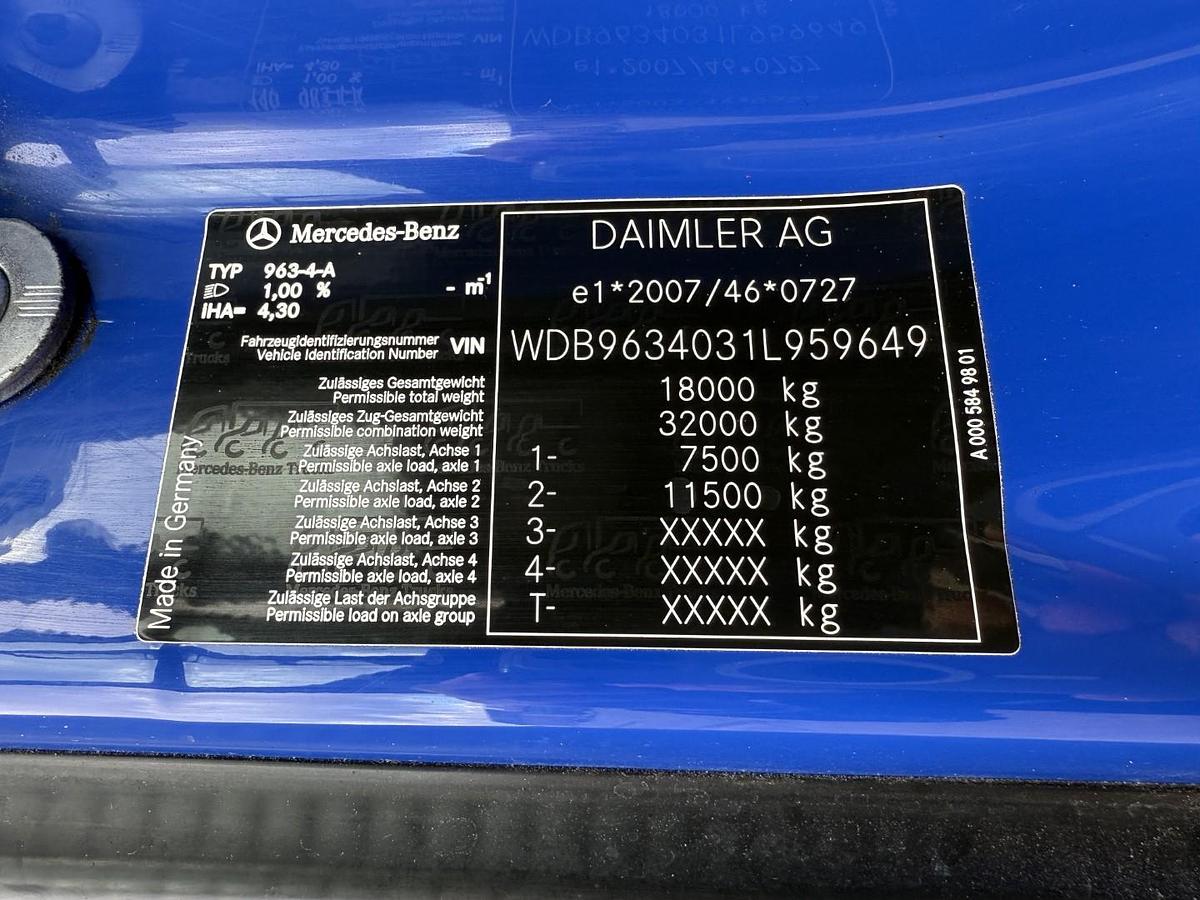 Mercedes-Benz
TYP 963-4-A
1,00 % - m-1
IHA= 4,30
Fahrzeugidentifizierungsnummer
Vehicle Identification Number VIN
Zulässiges Gesamtgewicht
Permissible total weight
Zulässiges Zug-Gesamtgewicht
Permissible combination weight
Zulässige Achslast, Achse 1
Permissible axle load, axle 1
Zulässige Achslast, Achse 2
Permissible axle load, axle 2
Zulässige Achslast, Achse 3
Permissible axle load, axle 3
Zulässige Achslast, Achse 4
Permissible axle load, axle 4
Zulässige Last der Achsgruppe
Permissible load on axle group
Made in Germany
DAIMLER AG
e1*2007/46*0727
WDB9634031L959649
18000 kg
32000 kg
1- 7500 kg
2- 11500 kg
3- XXXXX kg
4- XXXXX kg
T- XXXXX kg
A 000 584 98 01